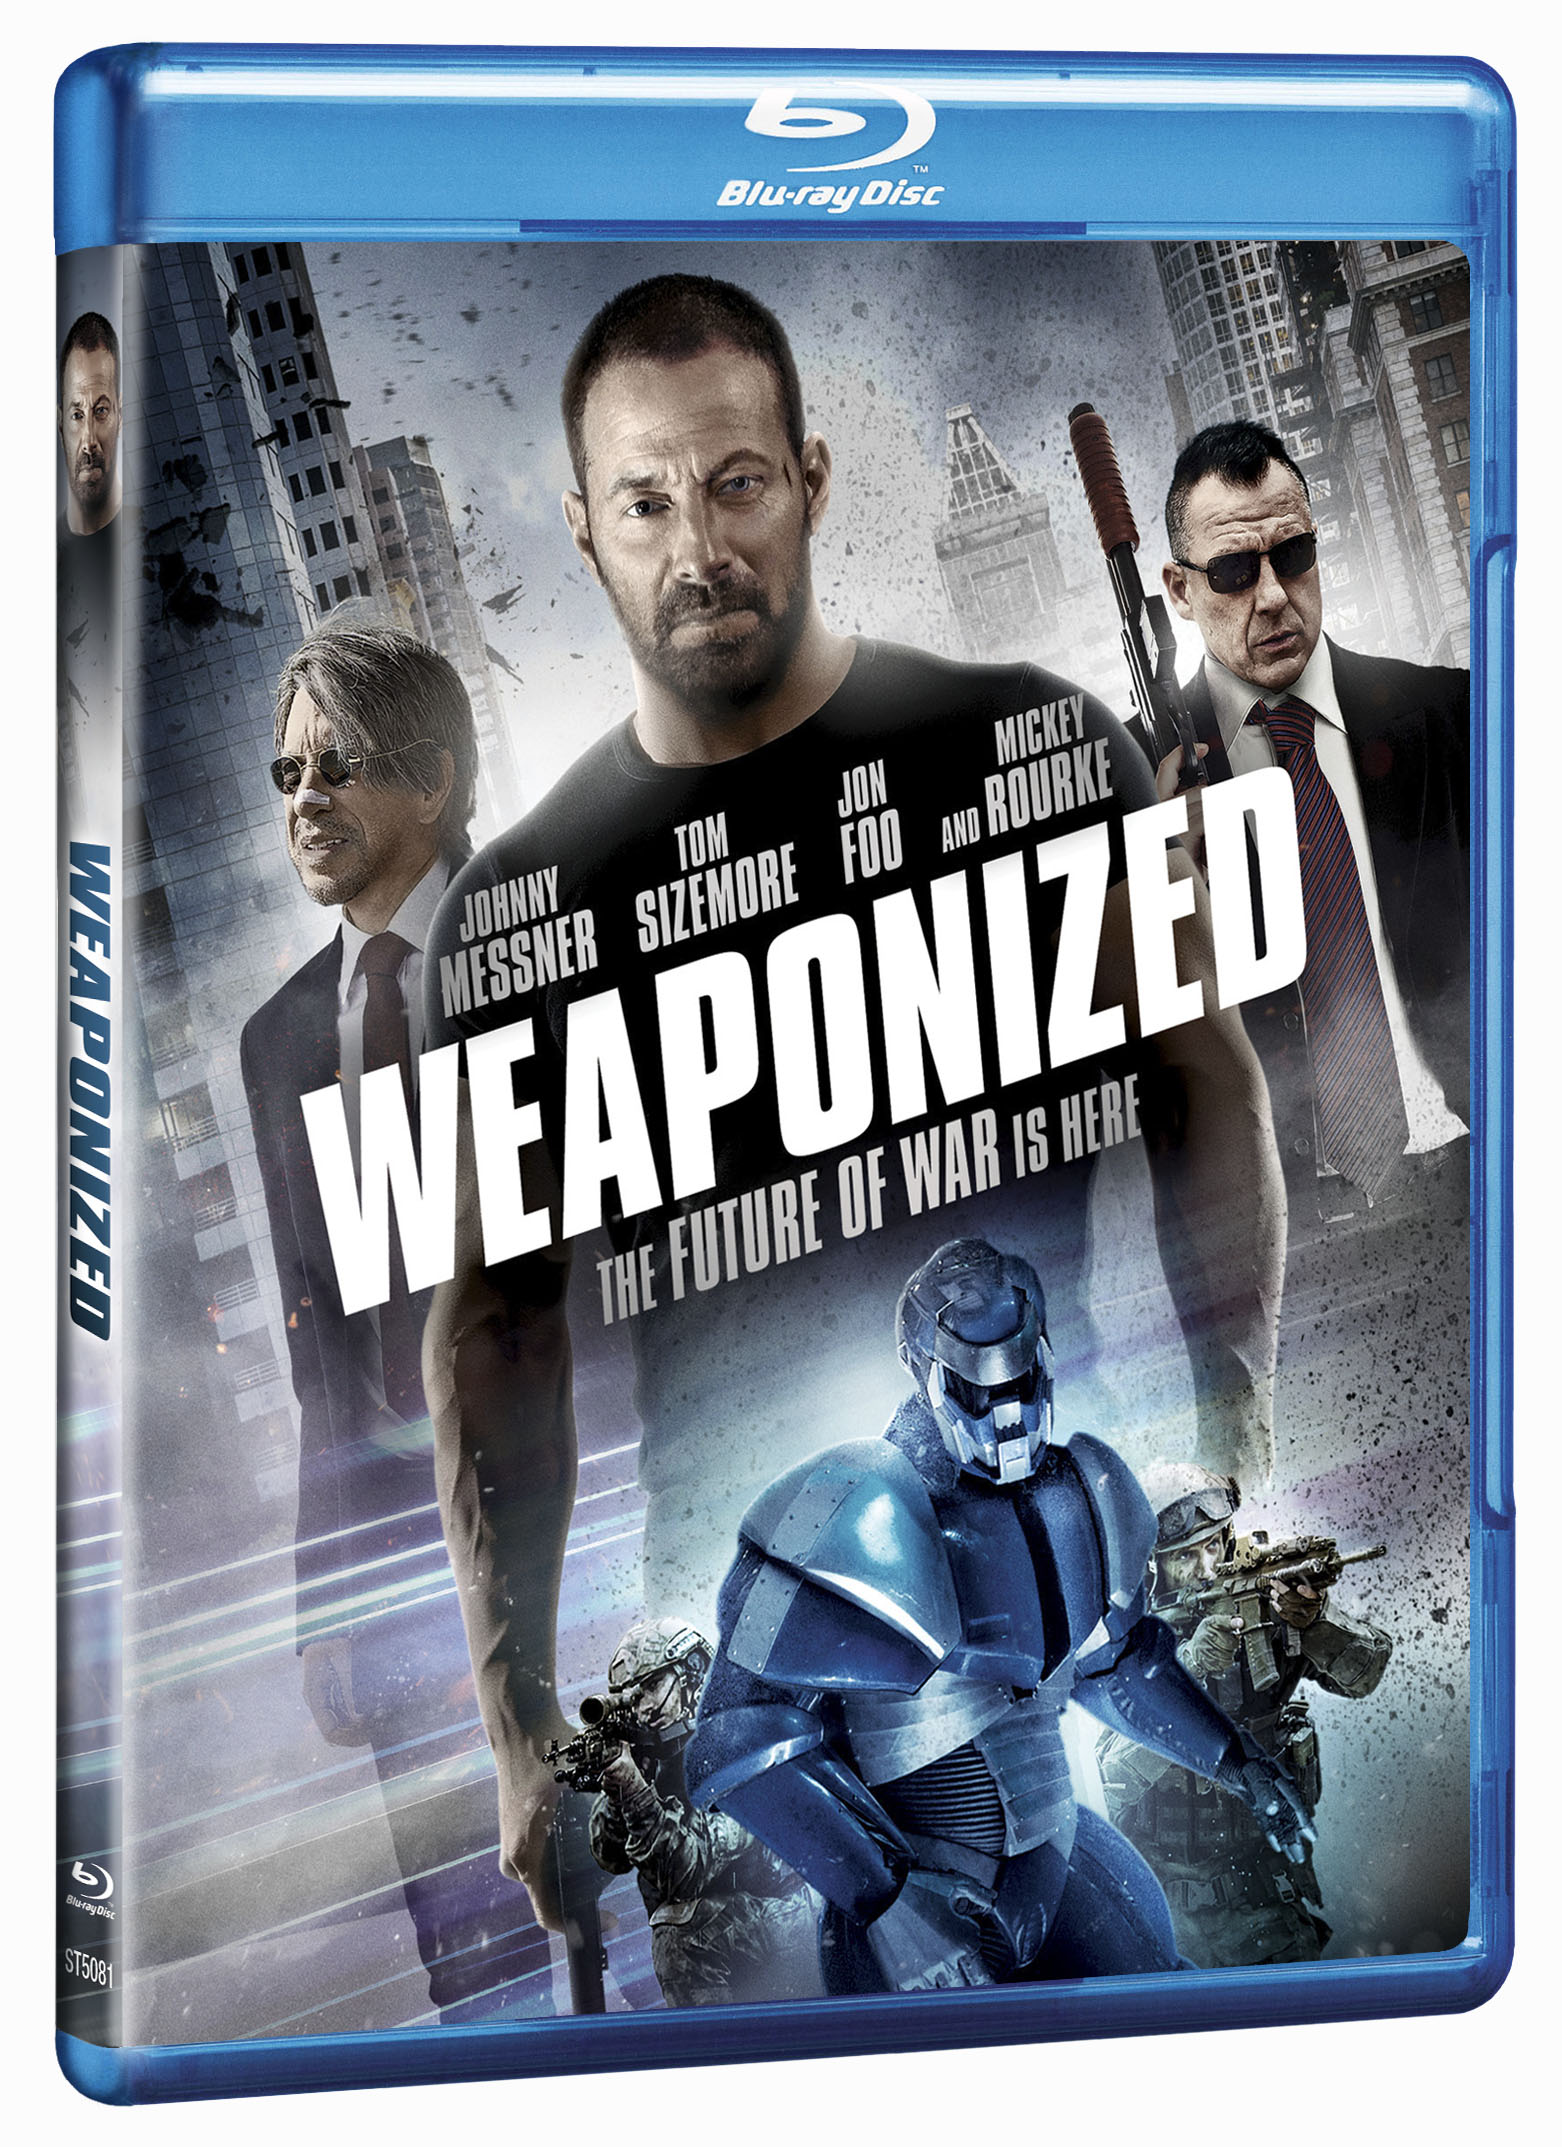 Blu-ray Disc™
JOHNNY
MESSNER
TOM
SIZEMORE
JON
FOO
MICKEY
AND ROURKE
WEAPONIZED
THE FUTURE OF WAR IS HERE
WEAPONIZED
Blu-ray Disc
ST5081